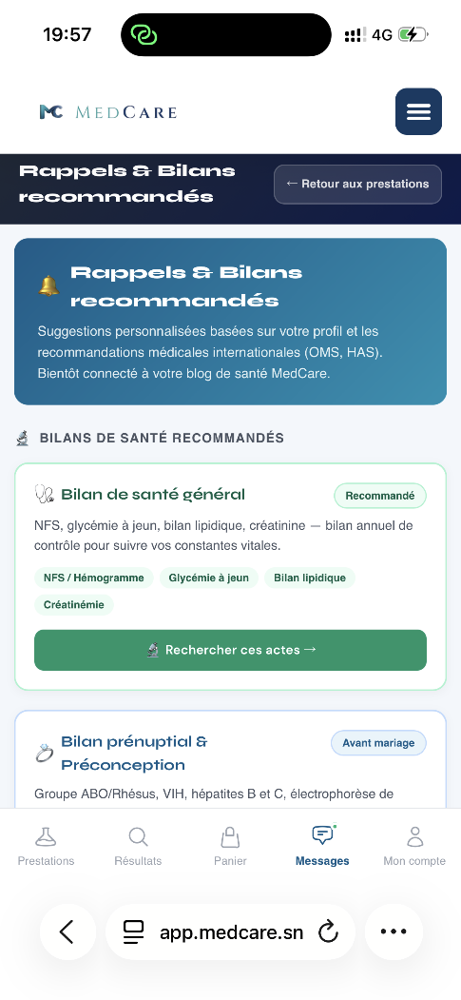 19:57
4G
MC MEDCARE
Rappels & Bilans
recommandés
← Retour aux prestations
Rappels & Bilans
recommandés
Suggestions personnalisées basées sur votre profil et les
recommandations médicales internationales (OMS, HAS).
Bientôt connecté à votre blog de santé MedCare.
BILANS DE SANTÉ RECOMMANDÉS
Bilan de santé général
Recommandé
NFS, glycémie à jeun, bilan lipidique, créatinine — bilan annuel de
contrôle pour suivre vos constantes vitales.
NFS / Hémogramme
Glycémie à jeun
Bilan lipidique
Créatinémie
Rechercher ces actes →
Bilan prénuptial &
Préconception
Avant mariage
Groupe ABO/Rhésus, VIH, hépatites B et C, électrophorèse de
Prestations
Résultats
Panier
Messages
Mon compte
app.medcare.sn